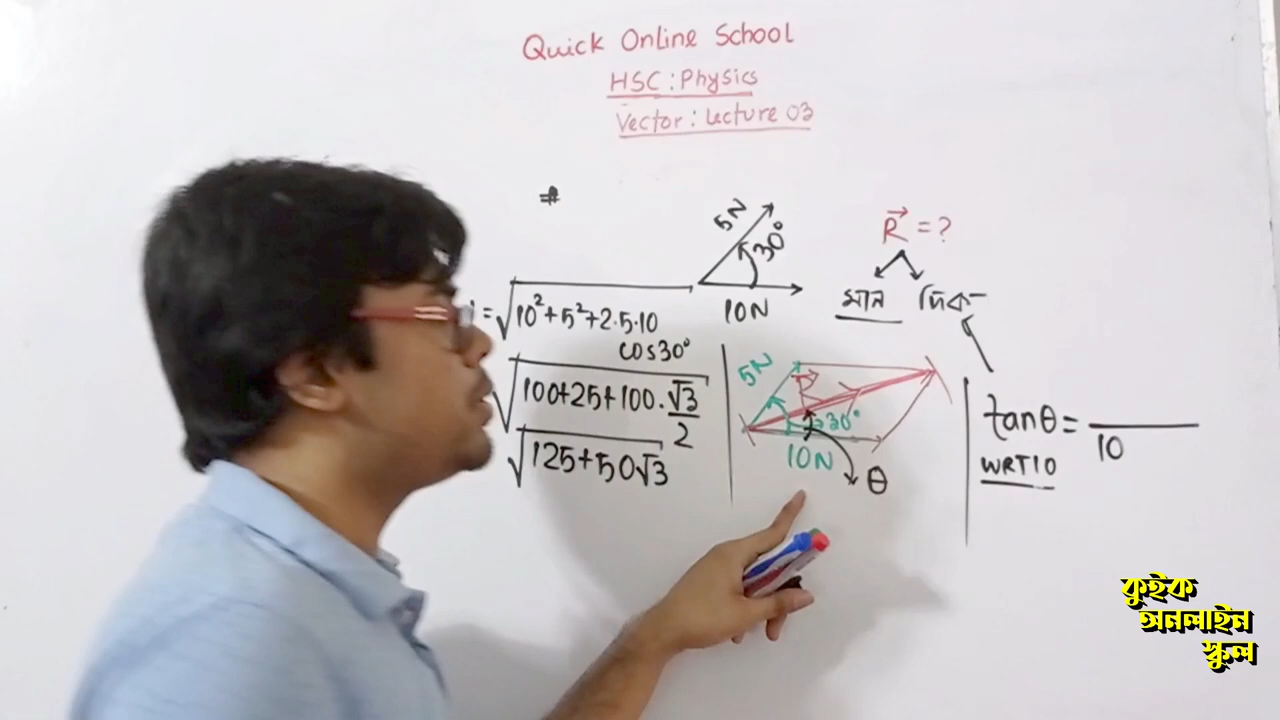 Quick Online School
HSC : Physics
Vector : Lecture 03
#
5N
30°
10N
R⃗ = ?
মান দিক
= √10²+5²+2.5.10
cos30°
√100+25+100.√3/2
√125+50√3
5N
30°
10N
θ
tanθ = 
10
WRT 10
কুইক
অনলাইন
স্কুল